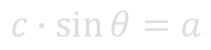 c · sin θ = a